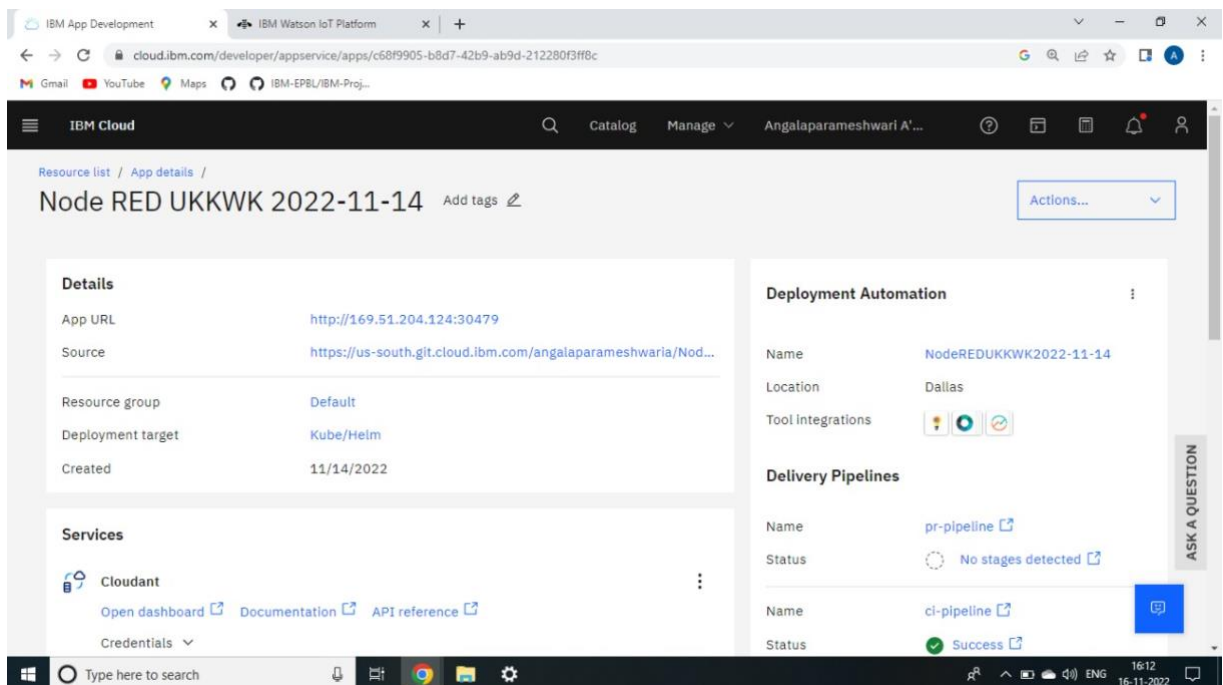 IBM App Development
IBM Watson IoT Platform
cloud.ibm.com/developer/appservice/apps/c68f9905-b8d7-42b9-ab9d-212280f3ff8c
Gmail YouTube Maps IBM-EPBL/IBM-Proj...
IBM Cloud Catalog Manage Angalaparameshwari A'...
Resource list / App details /
Node RED UKKWK 2022-11-14 Add tags
Actions...
Details
App URL http://169.51.204.124:30479
Source https://us-south.git.cloud.ibm.com/angalaparameshwaria/Nod...
Resource group Default
Deployment target Kube/Helm
Created 11/14/2022
Services
Cloudant
Open dashboard Documentation API reference
Credentials
Deployment Automation
Name NodeREDUKKWK2022-11-14
Location Dallas
Tool integrations
Delivery Pipelines
Name pr-pipeline
Status No stages detected
Name ci-pipeline
Status Success
ASK A QUESTION
Type here to search
ENG
16:12
16-11-2022